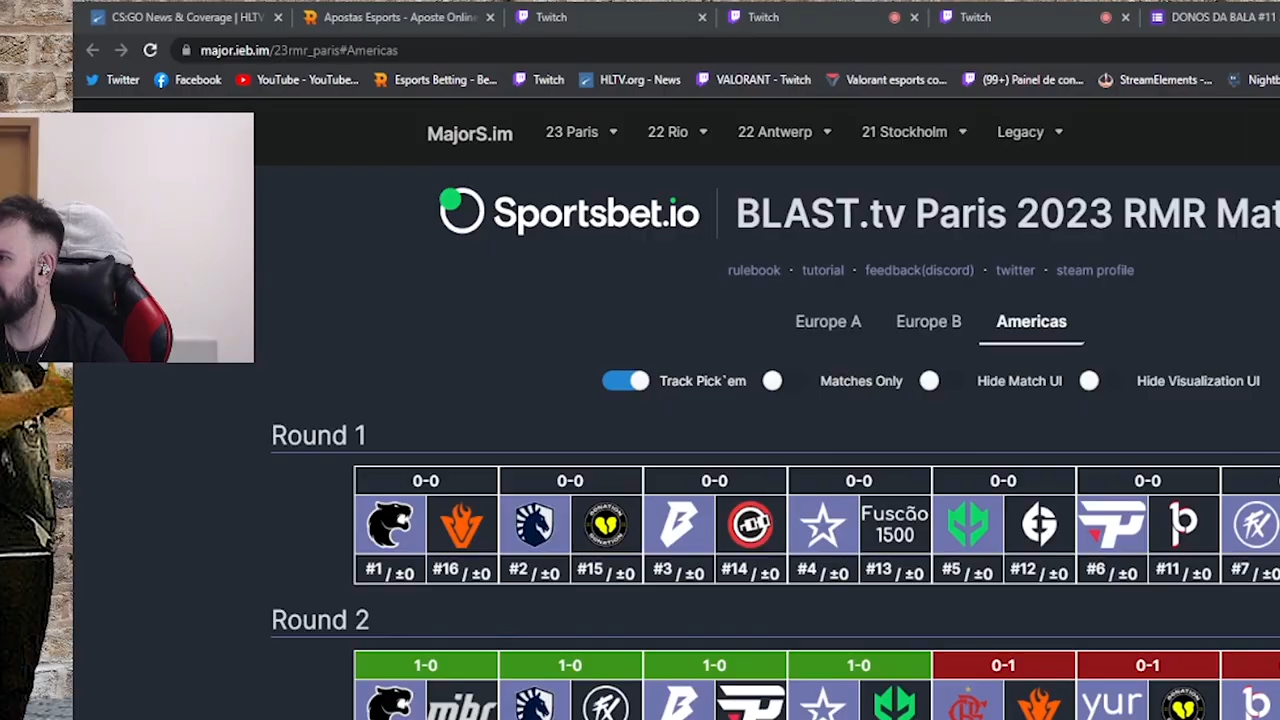 CS:GO News & Coverage | HLTV
Apostas Esports - Aposte Online
Twitch
Twitch
Twitch
DONOS DA BALA #11
major.ieb.im/23rmr_paris#Americas
Twitter
Facebook
YouTube - YouTube...
Esports Betting - Be...
Twitch
HLTV.org - News
VALORANT - Twitch
Valorant esports co...
(99+) Painel de con...
StreamElements -...
Nightb
MajorS.im
23 Paris
22 Rio
22 Antwerp
21 Stockholm
Legacy
Sportsbet.io
BLAST.tv Paris 2023 RMR Mat
rulebook · tutorial · feedback(discord) · twitter · steam profile
Europe A
Europe B
Americas
Track Pick`em
Matches Only
Hide Match UI
Hide Visualization UI
Round 1
0-0 0-0 0-0 0-0 0-0 0-0
Fuscão
1500
#1 / ±0 #16 / ±0 #2 / ±0 #15 / ±0 #3 / ±0 #14 / ±0 #4 / ±0 #13 / ±0 #5 / ±0 #12 / ±0 #6 / ±0 #11 / ±0 #7 / ±0
Round 2
1-0 1-0 1-0 1-0 0-1 0-1
mibr
yur